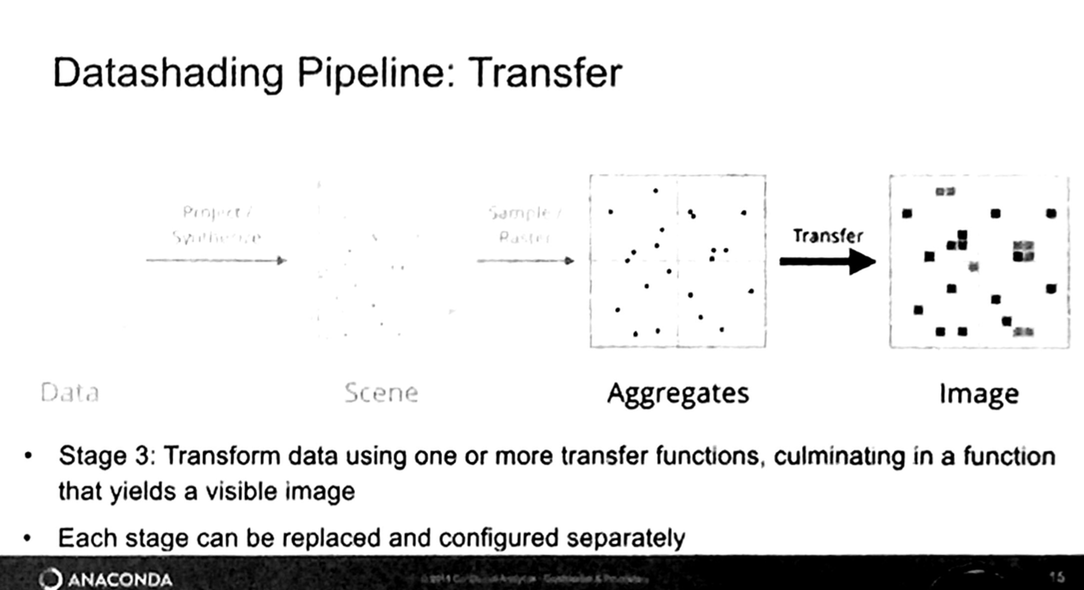 Datashading Pipeline: Transfer
Project /
Synthesize
Sample /
Raster
Transfer
Data
Scene
Aggregates
Image
• Stage 3: Transform data using one or more transfer functions, culminating in a function
that yields a visible image
• Each stage can be replaced and configured separately
ANACONDA
15